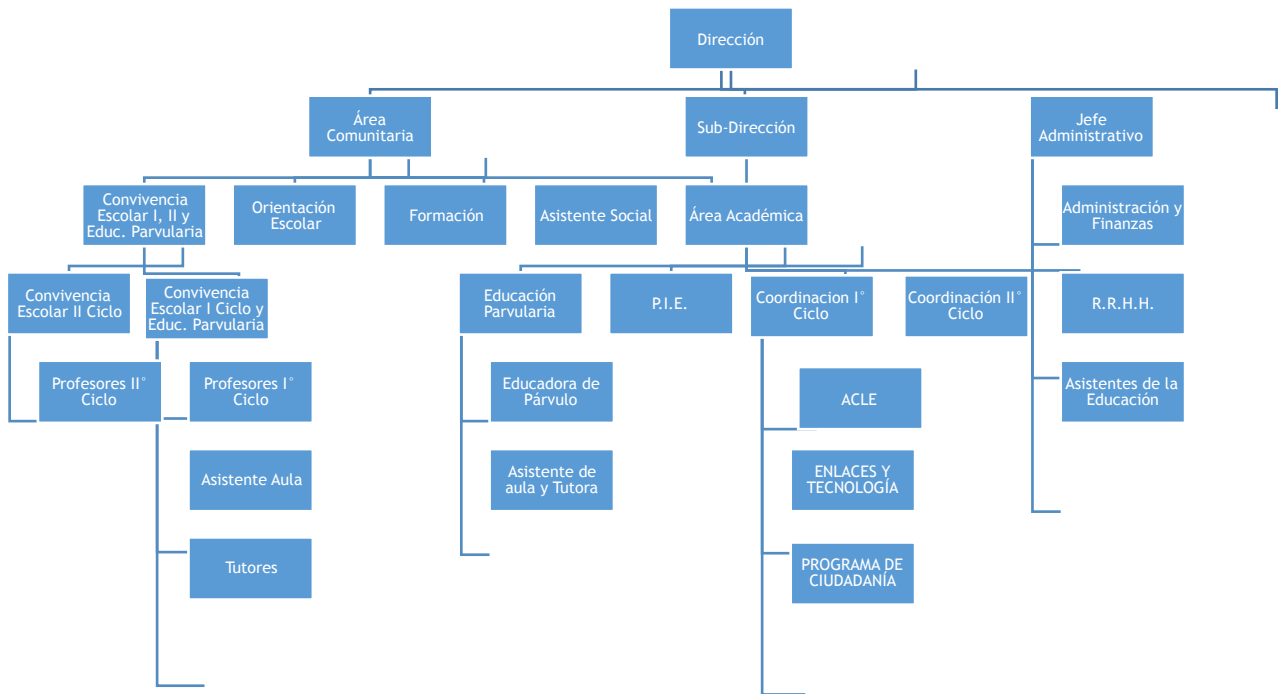 Dirección
Área
Comunitaria
Sub-Dirección
Jefe
Administrativo
Convivencia
Escolar I, II y
Educ. Parvularia
Orientación
Escolar
Formación
Asistente Social
Área Académica
Administración y
Finanzas
Convivencia
Escolar II Ciclo
Convivencia
Escolar I Ciclo y
Educ. Parvularia
Educación
Parvularia
P.I.E.
Coordinacion I°
Ciclo
Coordinación II°
Ciclo
R.R.H.H.
Profesores II°
Ciclo
Profesores I°
Ciclo
Educadora de
Párvulo
ACLE
Asistentes de la
Educación
Asistente Aula
Asistente de
aula y Tutora
ENLACES Y
TECNOLOGÍA
Tutores
PROGRAMA DE
CIUDADANÍA